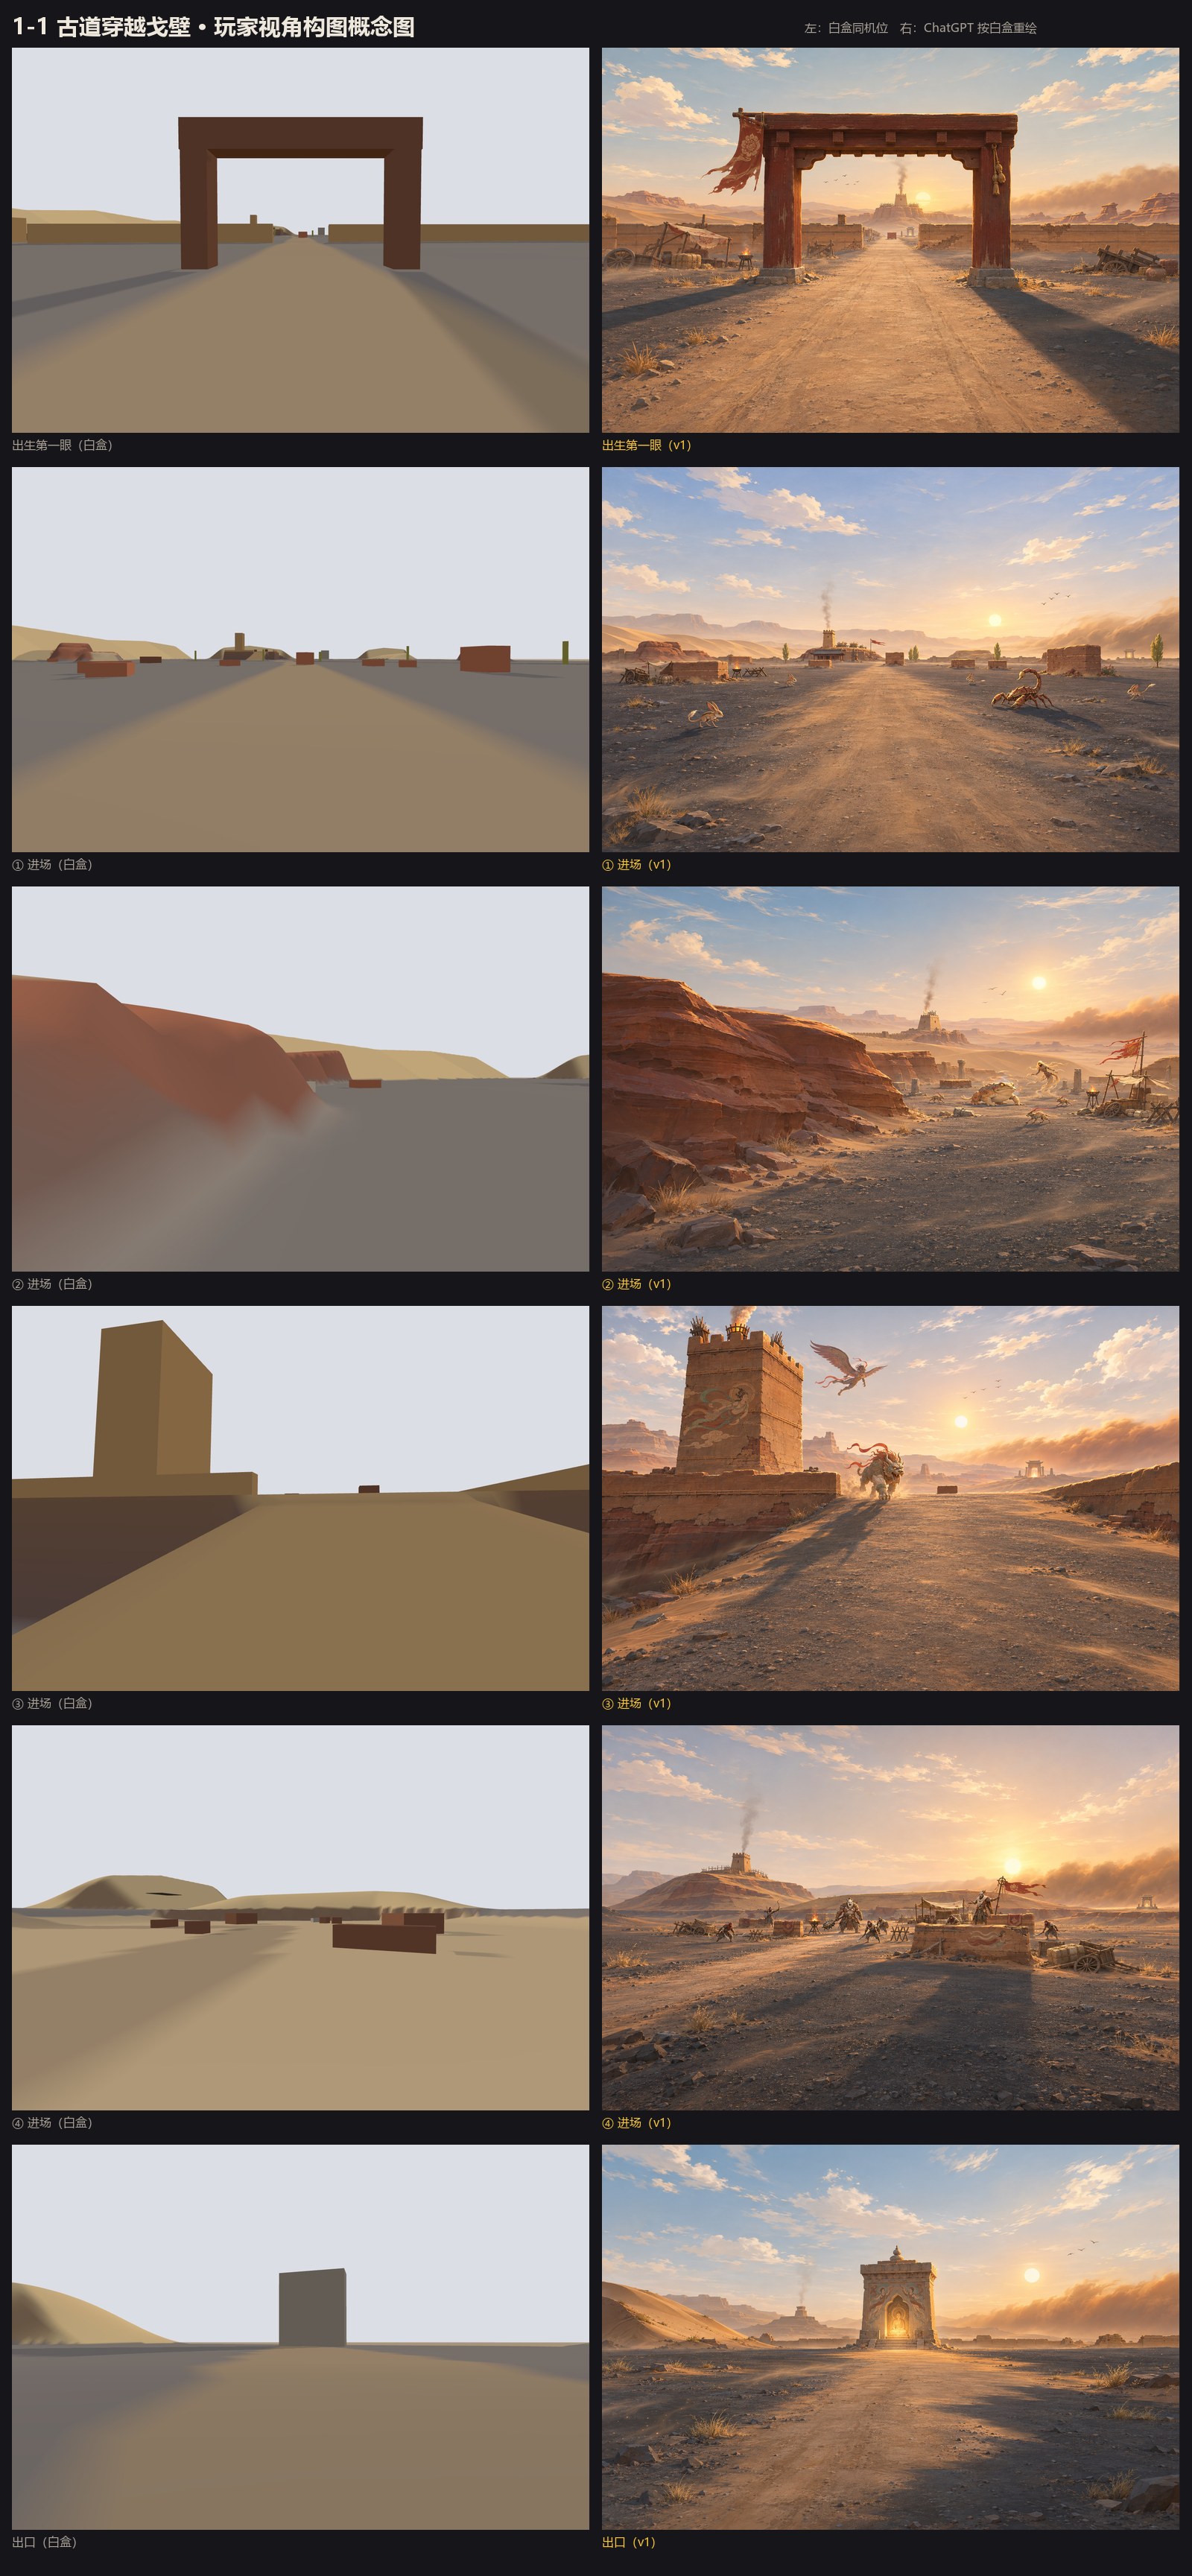 1-1 古道穿越戈壁 • 玩家视角构图概念图
左：白盒同机位 右：ChatGPT 按白盒重绘
出生第一眼（白盒）
出生第一眼（v1）
① 进场（白盒）
① 进场（v1）
② 进场（白盒）
② 进场（v1）
③ 进场（白盒）
③ 进场（v1）
④ 进场（白盒）
④ 进场（v1）
出口（白盒）
出口（v1）